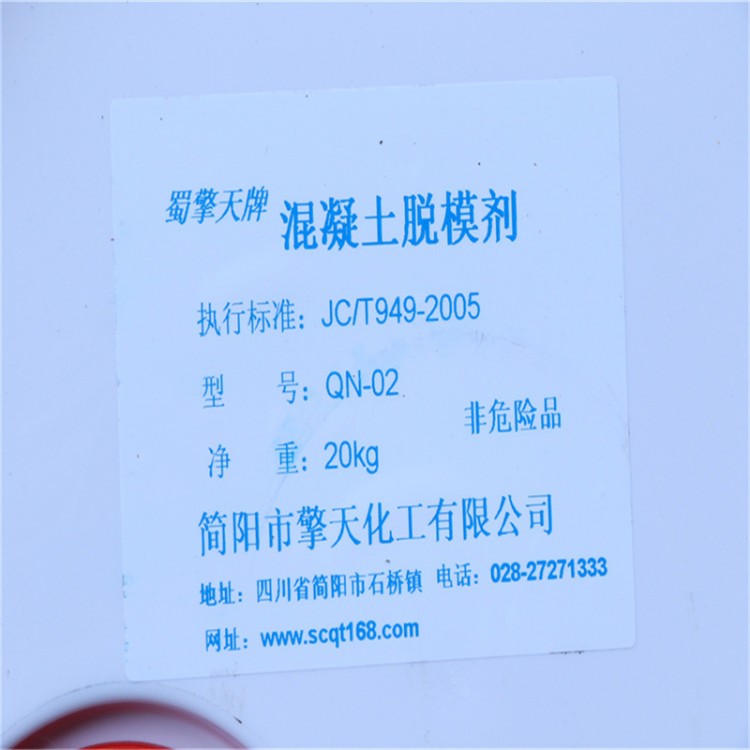 蜀擎天牌 混凝土脱模剂
执行标准：JC/T949-2005
型 号：QN-02
非危险品
净 重：20kg
简阳市擎天化工有限公司
地址：四川省简阳市石桥镇 电话：028-27271333
网址：www.scqt168.com